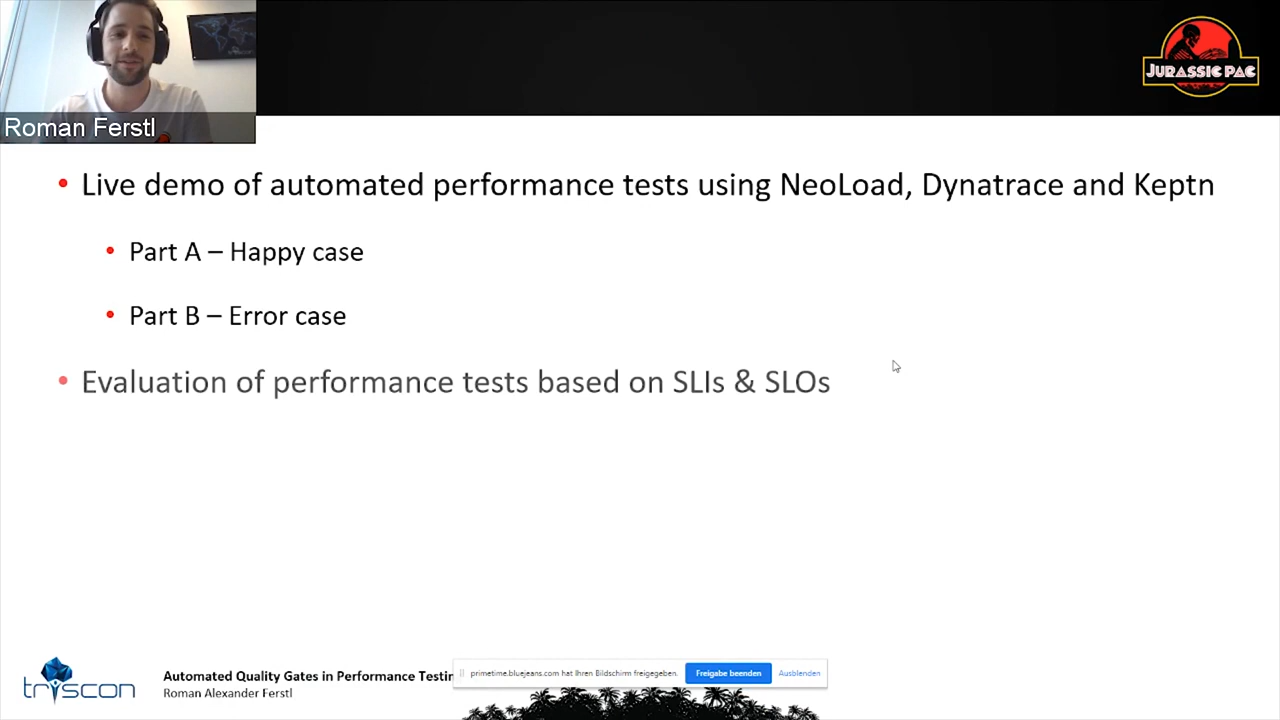 Roman Ferstl
JURASSIC PAC
• Live demo of automated performance tests using NeoLoad, Dynatrace and Keptn
• Part A – Happy case
• Part B – Error case
• Evaluation of performance tests based on SLIs & SLOs
triscon
Automated Quality Gates in Performance Testin
Roman Alexander Ferstl
primetime.bluejeans.com hat Ihren Bildschirm freigegeben.
Freigabe beenden
Ausblenden